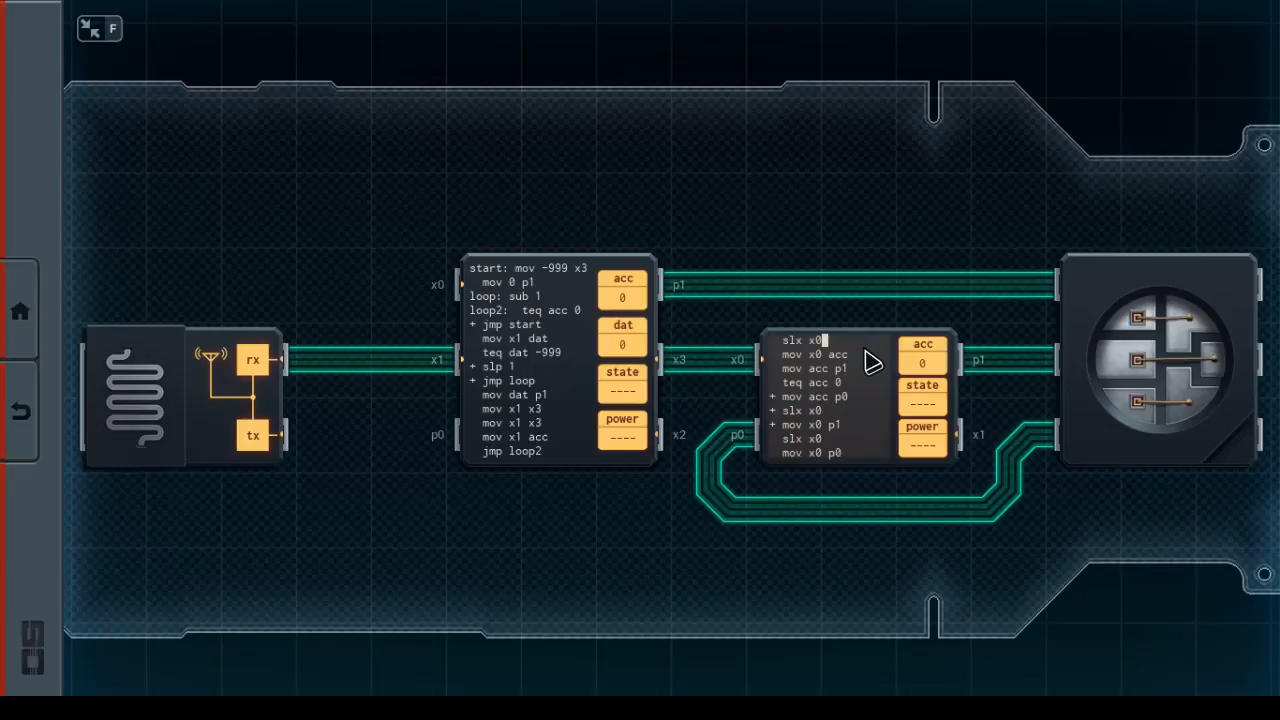 F
rx
tx
x0
x1
p0
start: mov -999 x3
mov 0 p1
loop: sub 1
loop2:  teq acc 0
+ jmp start
mov x1 dat
teq dat -999
+ slp 1
+ jmp loop
mov dat p1
mov x1 x3
mov x1 x3
mov x1 acc
jmp loop2
acc
0
dat
0
state
----
power
----
p1
x3
x2
x0
p0
slx x0
mov x0 acc
mov acc p1
teq acc 0
+ mov acc p0
+ slx x0
+ mov x0 p1
slx x0
mov x0 p0
acc
0
state
----
power
----
p1
x1